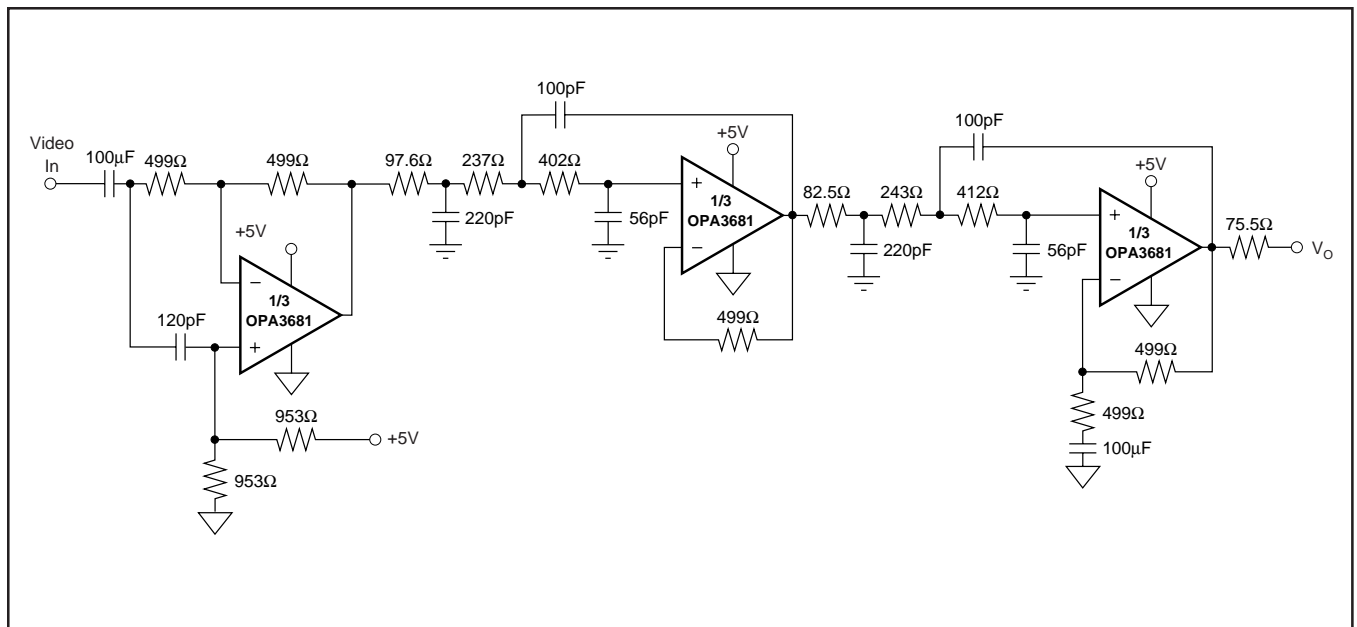 Video
In
100µF
499Ω
499Ω
97.6Ω
237Ω
402Ω
100pF
220pF
56pF
+5V
1/3
OPA3681
499Ω
82.5Ω
243Ω
412Ω
100pF
220pF
56pF
+5V
1/3
OPA3681
75.5Ω
VO
499Ω
499Ω
100µF
+5V
1/3
OPA3681
120pF
953Ω
+5V
953Ω